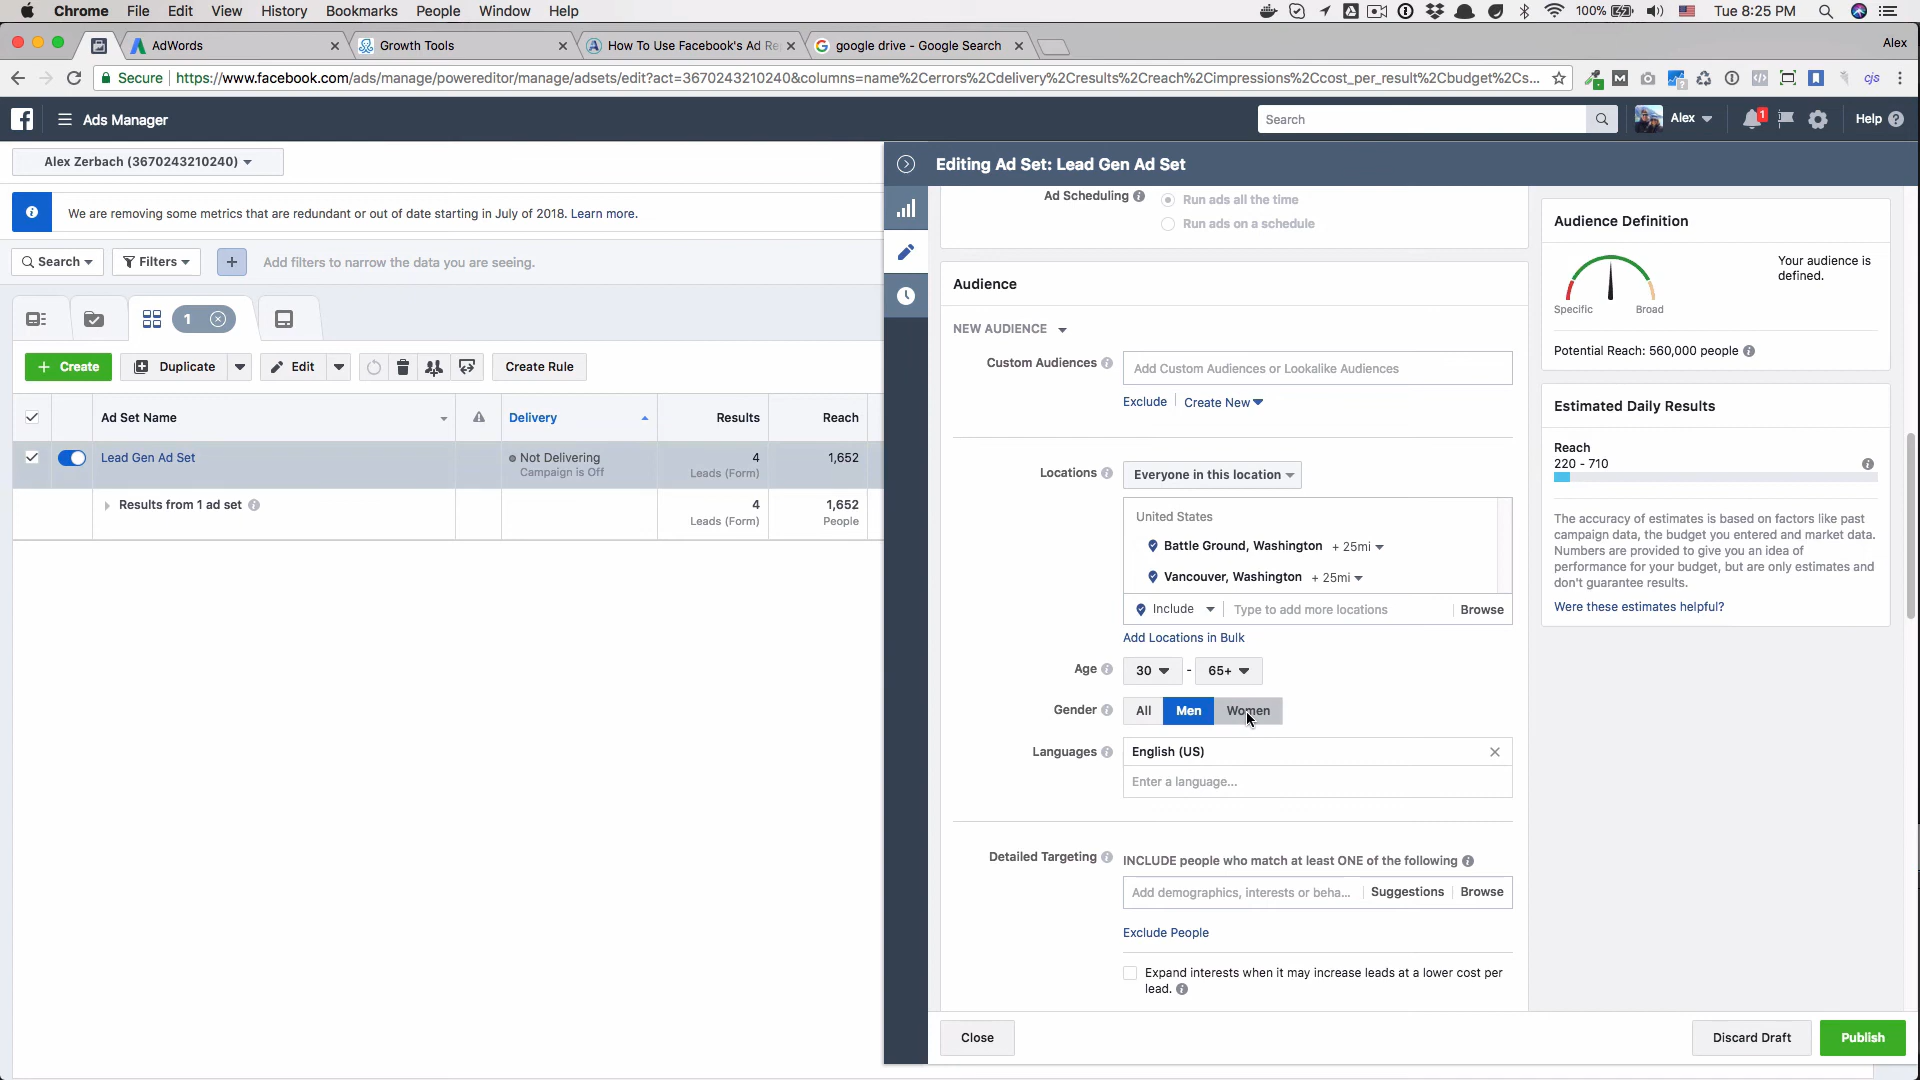 Chrome File Edit View History Bookmarks People Window Help 100% Tue 8:25 PM
AdWords
Growth Tools
How To Use Facebook's Ad Re
google drive - Google Search
Alex
Secure https://www.facebook.com/ads/manage/powereditor/manage/adsets/edit?act=3670243210240&columns=name%2Cerrors%2Cdelivery%2Cresults%2Creach%2Cimpressions%2Ccost_per_result%2Cbudget%2Cs...
cjs
Ads Manager
Search
Alex
1
Help
Alex Zerbach (3670243210240)
We are removing some metrics that are redundant or out of date starting in July of 2018. Learn more.
Search
Filters
Add filters to narrow the data you are seeing.
1
Create
Duplicate
Edit
Create Rule
Ad Set Name Delivery Results Reach
Lead Gen Ad Set Not Delivering 4 1,652
Campaign is Off Leads (Form)
Results from 1 ad set 4 1,652
Leads (Form) People
Editing Ad Set: Lead Gen Ad Set
Ad Scheduling
Run ads all the time
Run ads on a schedule
Audience
NEW AUDIENCE
Custom Audiences
Add Custom Audiences or Lookalike Audiences
Exclude
Create New
Locations
Everyone in this location
United States
Battle Ground, Washington + 25mi
Vancouver, Washington + 25mi
Include
Type to add more locations
Browse
Add Locations in Bulk
Age
30 - 65+
Gender
All Men Women
Languages
English (US)
Enter a language...
Detailed Targeting
INCLUDE people who match at least ONE of the following
Add demographics, interests or beha...
Suggestions
Browse
Exclude People
Expand interests when it may increase leads at a lower cost per
lead.
Close
Discard Draft
Publish
Audience Definition
Your audience is
defined.
Specific
Broad
Potential Reach: 560,000 people
Estimated Daily Results
Reach
220 - 710
The accuracy of estimates is based on factors like past
campaign data, the budget you entered and market data.
Numbers are provided to give you an idea of
performance for your budget, but are only estimates and
don't guarantee results.
Were these estimates helpful?